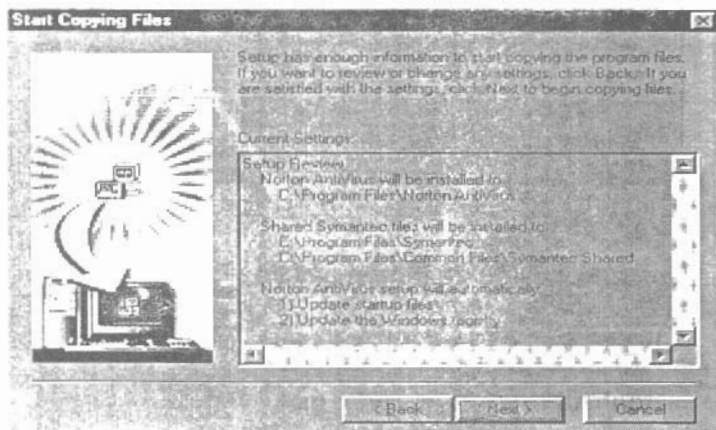 Start Copying Files
Setup has enough information to start copying the program files.
If you want to review or change any settings, click Back. If you
are satisfied with the settings, click Next to begin copying files.
Current Settings:
Setup Review
Norton AntiVirus will be installed to
C:\Program Files\Norton AntiVirus
Shared Symantec files will be installed to
C:\Program Files\Symantec
C:\Program Files\Common Files\Symantec Shared
Norton AntiVirus setup will automatically
1) Update startup files
2) Update the Windows
< Back
Next >
Cancel